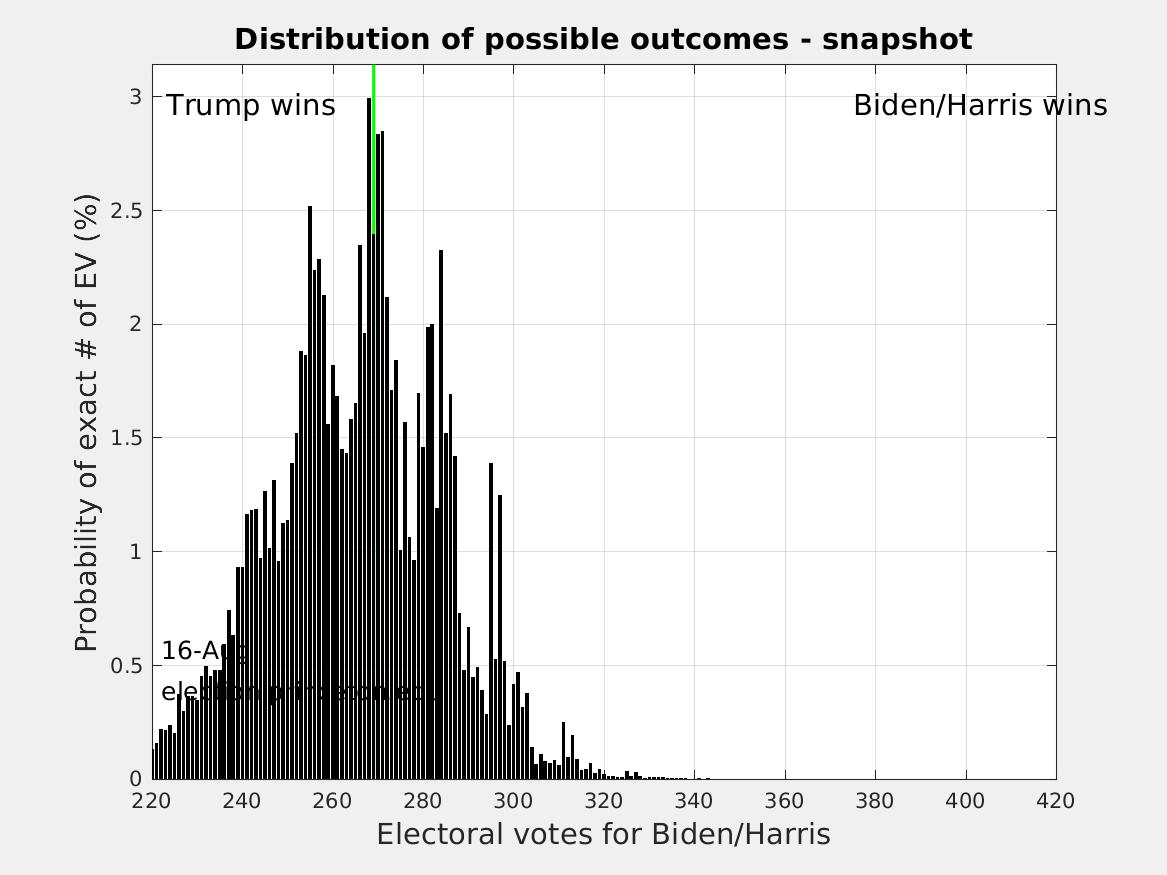 Distribution of possible outcomes - snapshot
Trump wins
Biden/Harris wins
Probability of exact # of EV (%)
3
2.5
2
1.5
1
0.5
0
16-Aug
220 240 260 280 300 320 340 360 380 400 420
Electoral votes for Biden/Harris